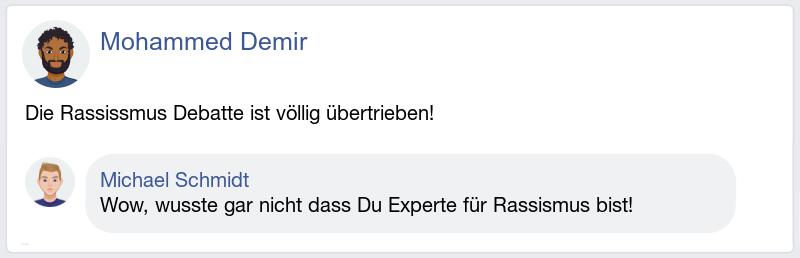 Mohammed Demir
Die Rassissmus Debatte ist völlig übertrieben!
Michael Schmidt
Wow, wusste gar nicht dass Du Experte für Rassismus bist!